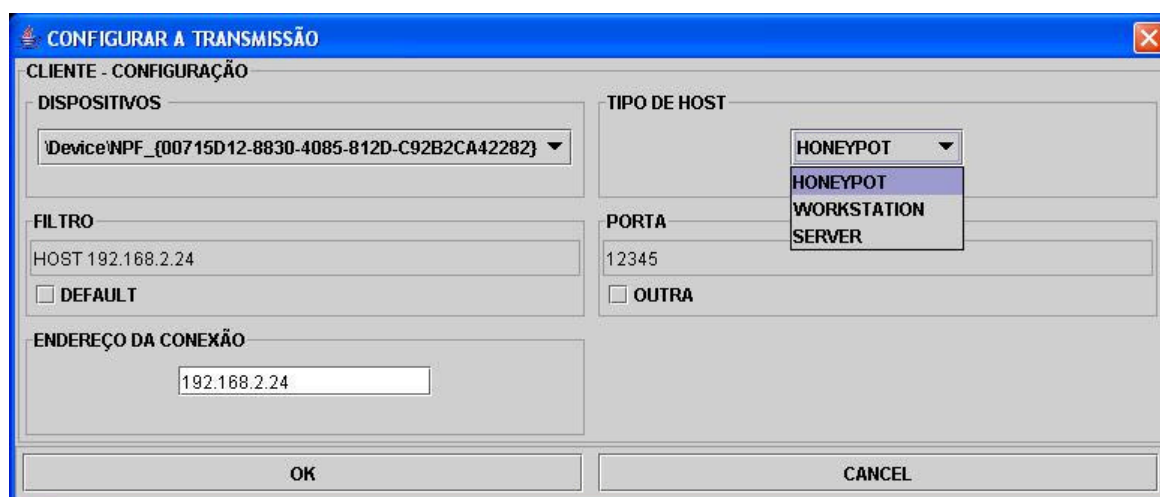 CONFIGURAR A TRANSMISSÃO
CLIENTE - CONFIGURAÇÃO
DISPOSITIVOS
\Device\NPF_{00715D12-8830-4085-812D-C92B2CA42282}
TIPO DE HOST
HONEYPOT
HONEYPOT
WORKSTATION
SERVER
FILTRO
HOST 192.168.2.24
DEFAULT
PORTA
12345
OUTRA
ENDEREÇO DA CONEXÃO
192.168.2.24
OK
CANCEL